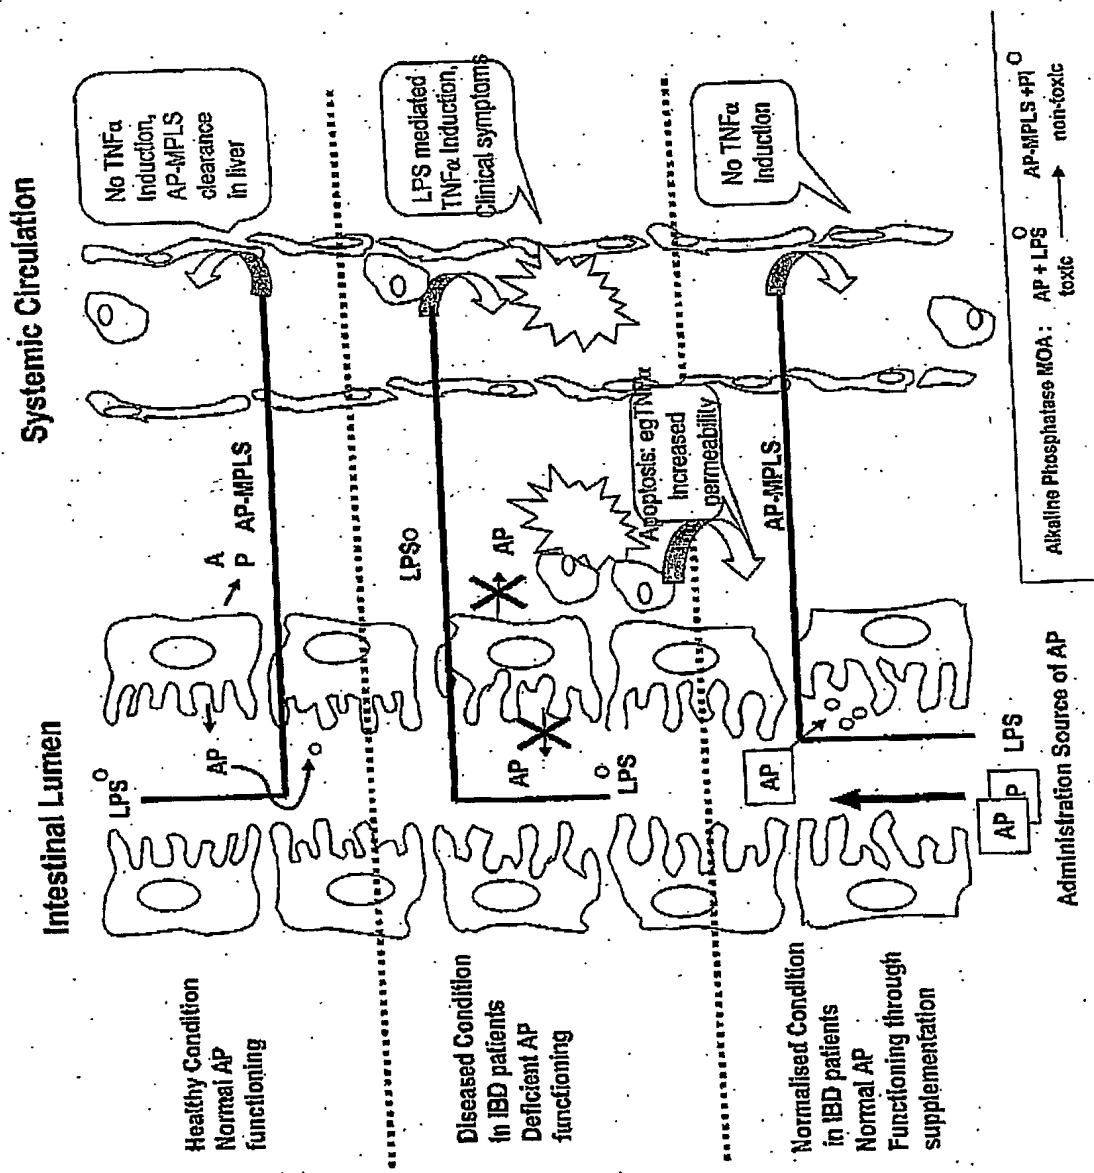 Systemic Circulation
Intestinal Lumen
No TNFα
Induction,
AP-MPLS
clearance
in liver
LPS mediated
TNFα Induction,
Clinical symptoms
No TNFα
Induction
A
P
AP-MPLS
LPSO
AP
Apoptosis: egTNFα
Increased
permeability
AP-MPLS
LPS
AP
AP
LPS
AP
LPS
AP
P
Administration Source of AP
Healthy Condition
Normal AP
functioning
Diseased Condition
in IBD patients
Deficient AP
functioning
Normalised Condition
in IBD patients
Normal AP
Functioning through
supplementation
Alkaline Phosphatase MOA: AP + LPS → AP-MPLS +Pi
toxic non-toxic